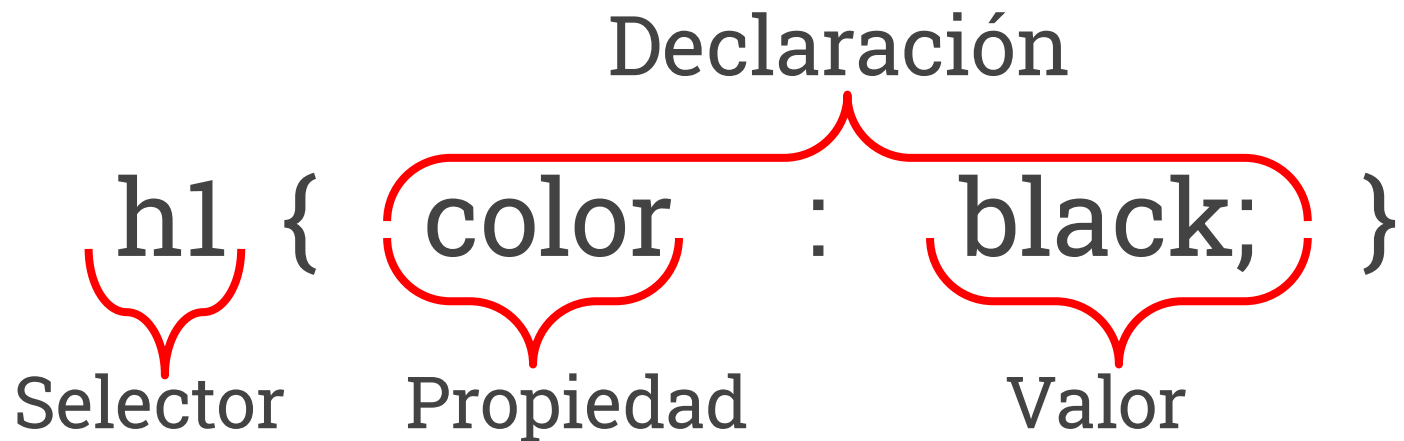 Declaración
h1 { color : black; }
Selector Propiedad Valor